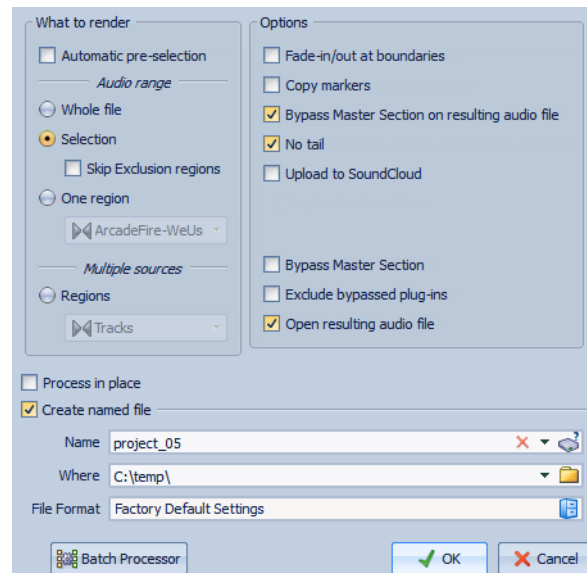 What to render
Automatic pre-selection
Audio range
Whole file
Selection
Skip Exclusion regions
One region
ArcadeFire-WeUs
Multiple sources
Regions
Tracks
Options
Fade-in/out at boundaries
Copy markers
Bypass Master Section on resulting audio file
No tail
Upload to SoundCloud
Bypass Master Section
Exclude bypassed plug-ins
Open resulting audio file
Process in place
Create named file
Name project_05
Where C:\temp\
File Format Factory Default Settings
Batch Processor OK Cancel